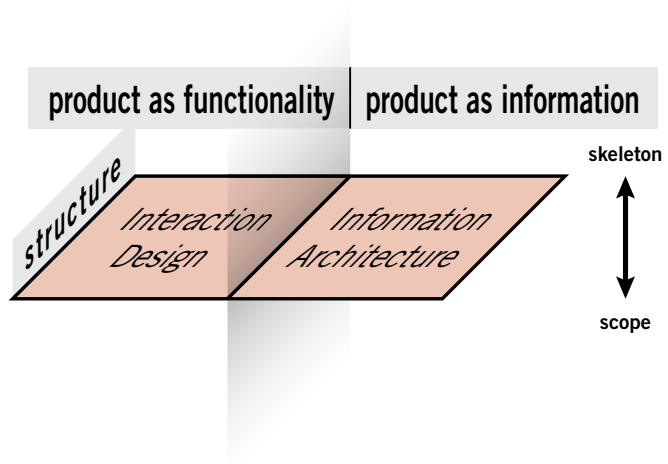 product as functionality
product as information
skeleton
structure
Interaction
Design
Information
Architecture
scope